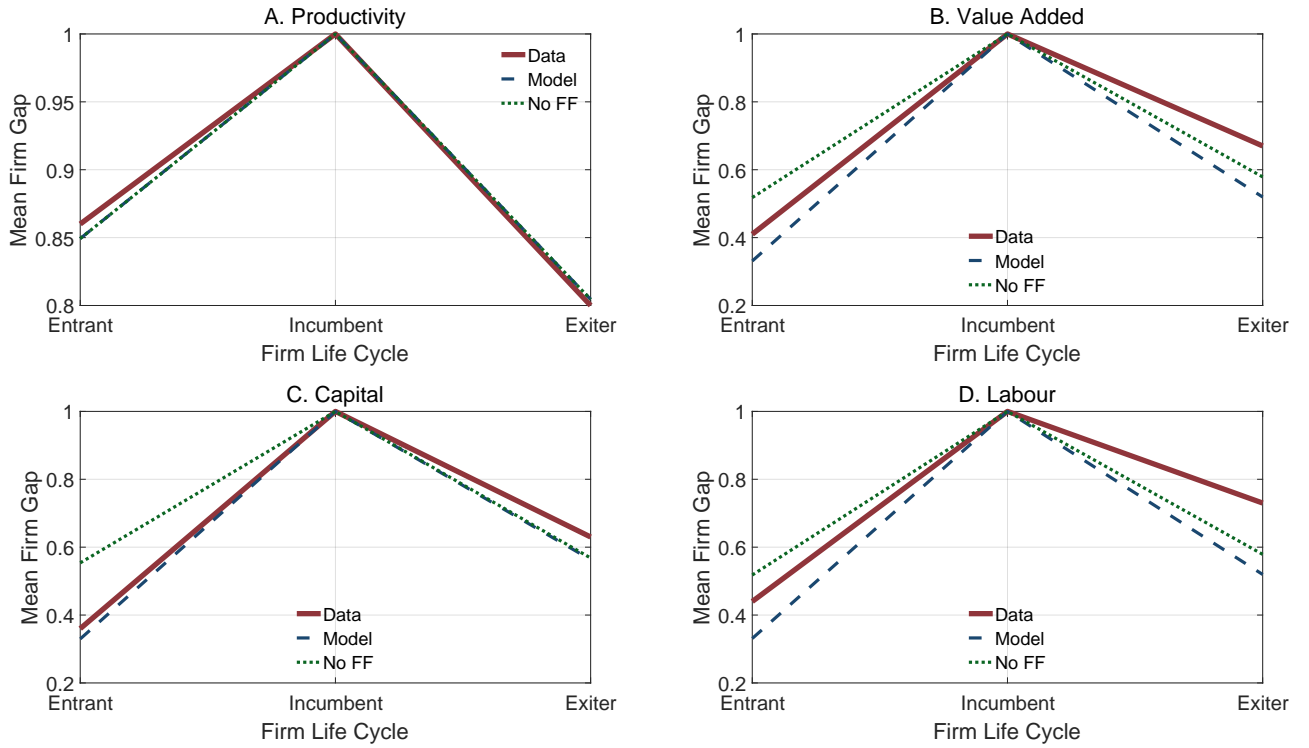 A. Productivity
Mean Firm Gap
1
0.95
0.9
0.85
0.8
Data
Model
No FF
Entrant
Incumbent
Exiter
Firm Life Cycle
B. Value Added
Mean Firm Gap
1
0.8
0.6
0.4
0.2
Data
Model
No FF
Entrant
Incumbent
Exiter
Firm Life Cycle
C. Capital
Mean Firm Gap
1
0.8
0.6
0.4
0.2
Data
Model
No FF
Entrant
Incumbent
Exiter
Firm Life Cycle
D. Labour
Mean Firm Gap
1
0.8
0.6
0.4
0.2
Data
Model
No FF
Entrant
Incumbent
Exiter
Firm Life Cycle